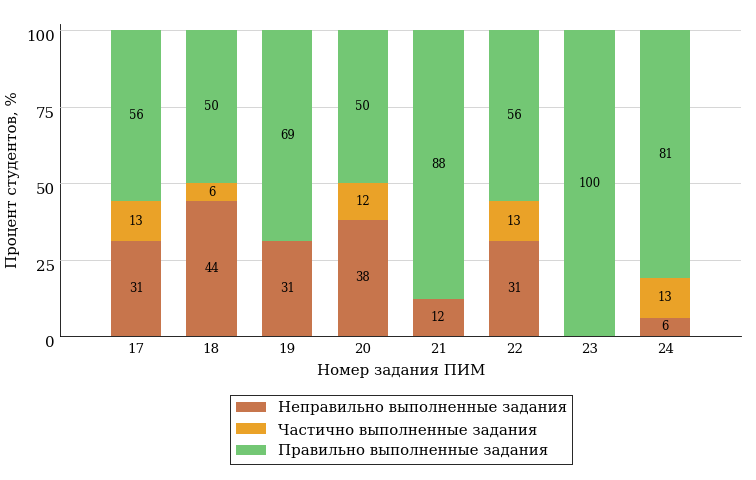 Процент студентов, %
100
75
50
25
0
56 50 69 50 88 56 100 81
13 6 12 13 13
31 44 31 38 12 31 6
17 18 19 20 21 22 23 24
Номер задания ПИМ
Неправильно выполненные задания
Частично выполненные задания
Правильно выполненные задания